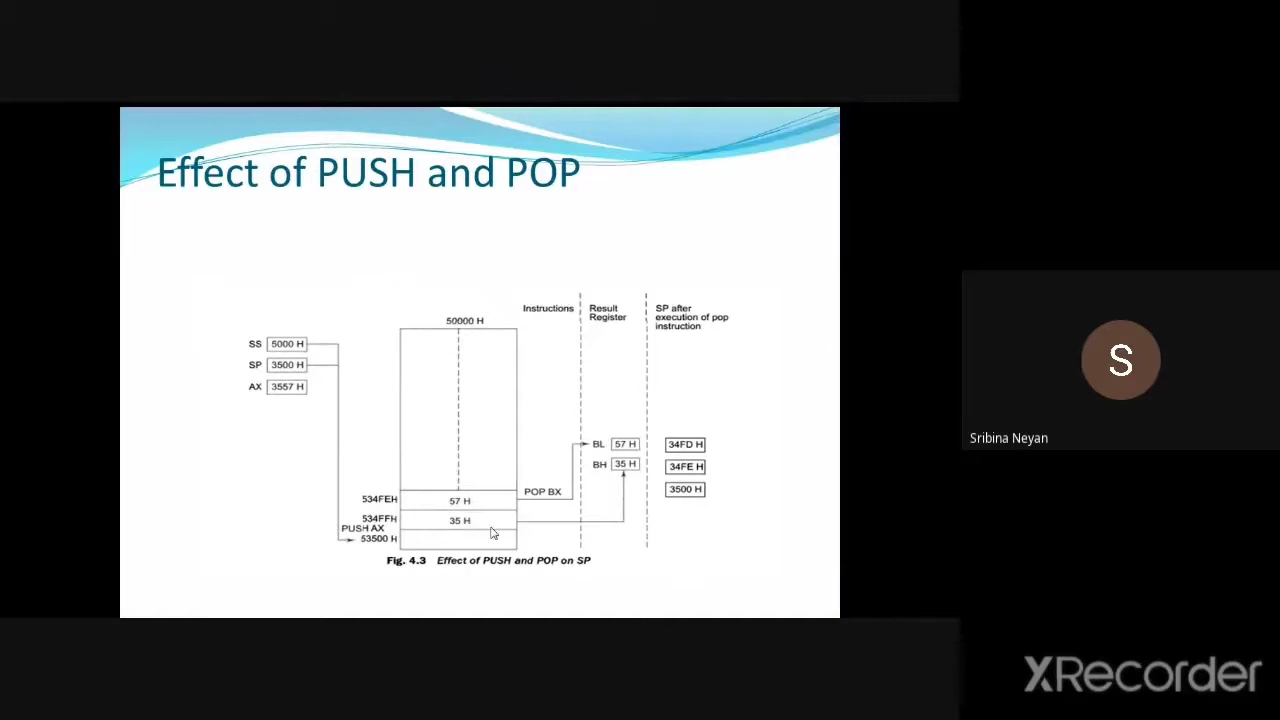 Effect of PUSH and POP
Instructions
Result
Register
SP after
execution of pop
instruction
50000 H
SS 5000 H
SP 3500 H
AX 3557 H
BL 57 H 34FD H
BH 35 H 34FE H
3500 H
POP BX
534FEH 57 H
534FFH 35 H
PUSH AX
53500 H
Fig. 4.3 Effect of PUSH and POP on SP
S
Sribina Neyan
XRecorder